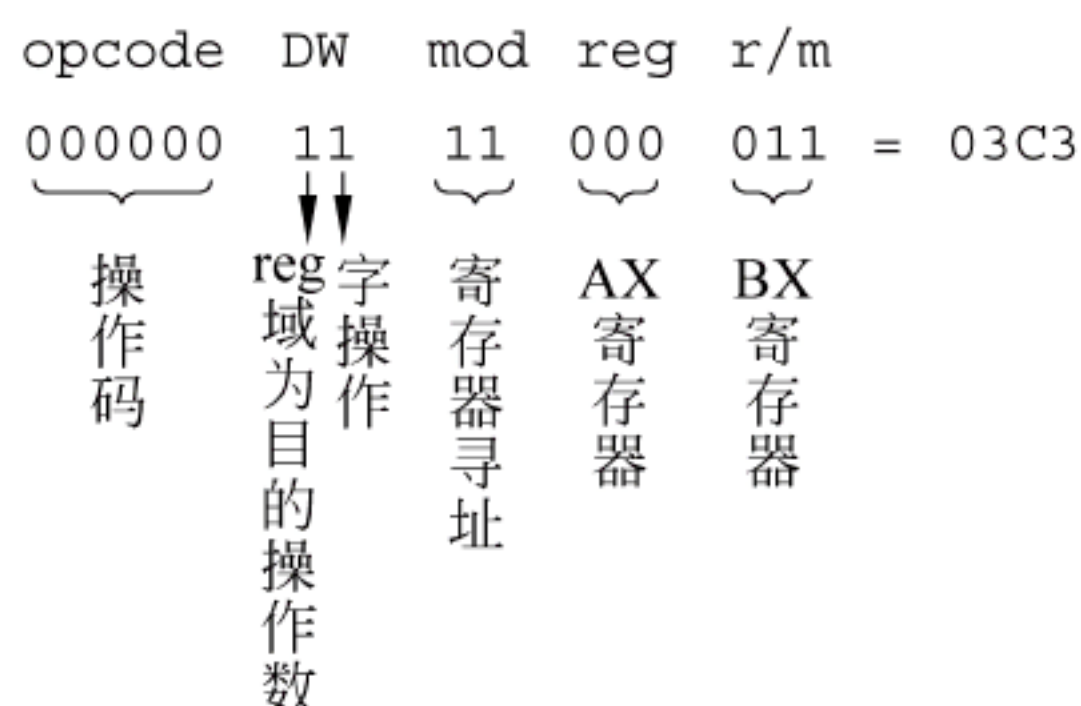 opcode DW mod reg r/m
000000 11 11 000 011 = 03C3
操作码
reg域为目的操作数
字操作
寄存器寻址
AX寄存器
BX寄存器